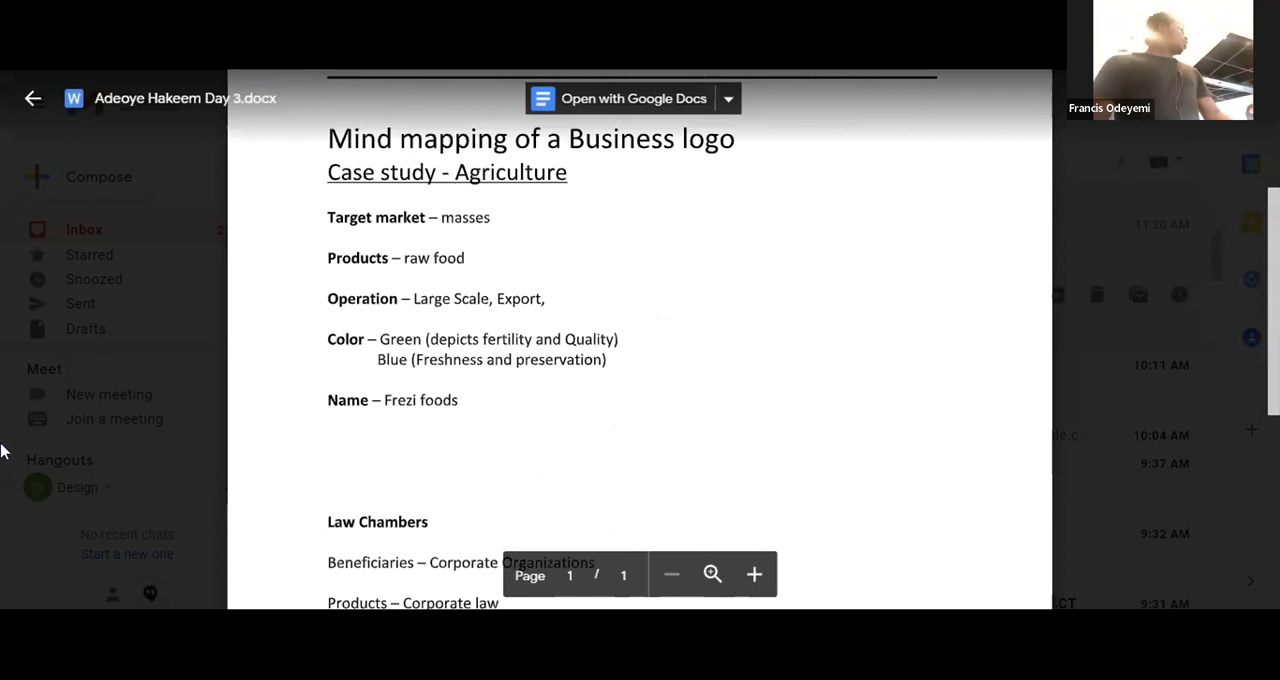 Francis Odeyemi
Adeoye Hakeem Day 3.docx
Open with Google Docs
Mind mapping of a Business logo
Case study - Agriculture
Target market – masses
Products – raw food
Operation – Large Scale, Export,
Color – Green (depicts fertility and Quality)
Blue (Freshness and preservation)
Name – Frezi foods
Law Chambers
Beneficiaries – Corporate Organizations
Products – Corporate law
Page 1 / 1
Compose
Inbox
Starred
Snoozed
Sent
Drafts
Meet
New meeting
Join a meeting
Hangouts
Design
No recent chats
Start a new one
11:30 AM
10:11 AM
10:04 AM
9:37 AM
9:32 AM
9:31 AM